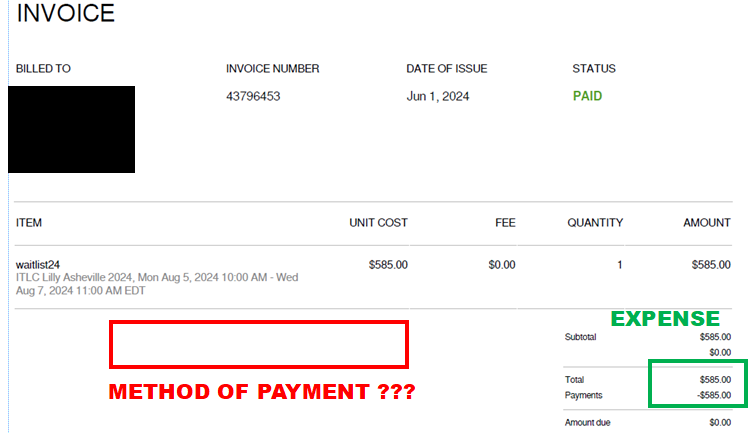 INVOICE
BILLED TO INVOICE NUMBER DATE OF ISSUE STATUS
43796453 Jun 1, 2024 PAID
ITEM UNIT COST FEE QUANTITY AMOUNT
waitlist24 $585.00 $0.00 1 $585.00
ITLC Lilly Asheville 2024, Mon Aug 5, 2024 10:00 AM - Wed
Aug 7, 2024 11:00 AM EDT
EXPENSE
Subtotal $585.00
$0.00
METHOD OF PAYMENT ???
Total $585.00
Payments -$585.00
Amount due $0.00